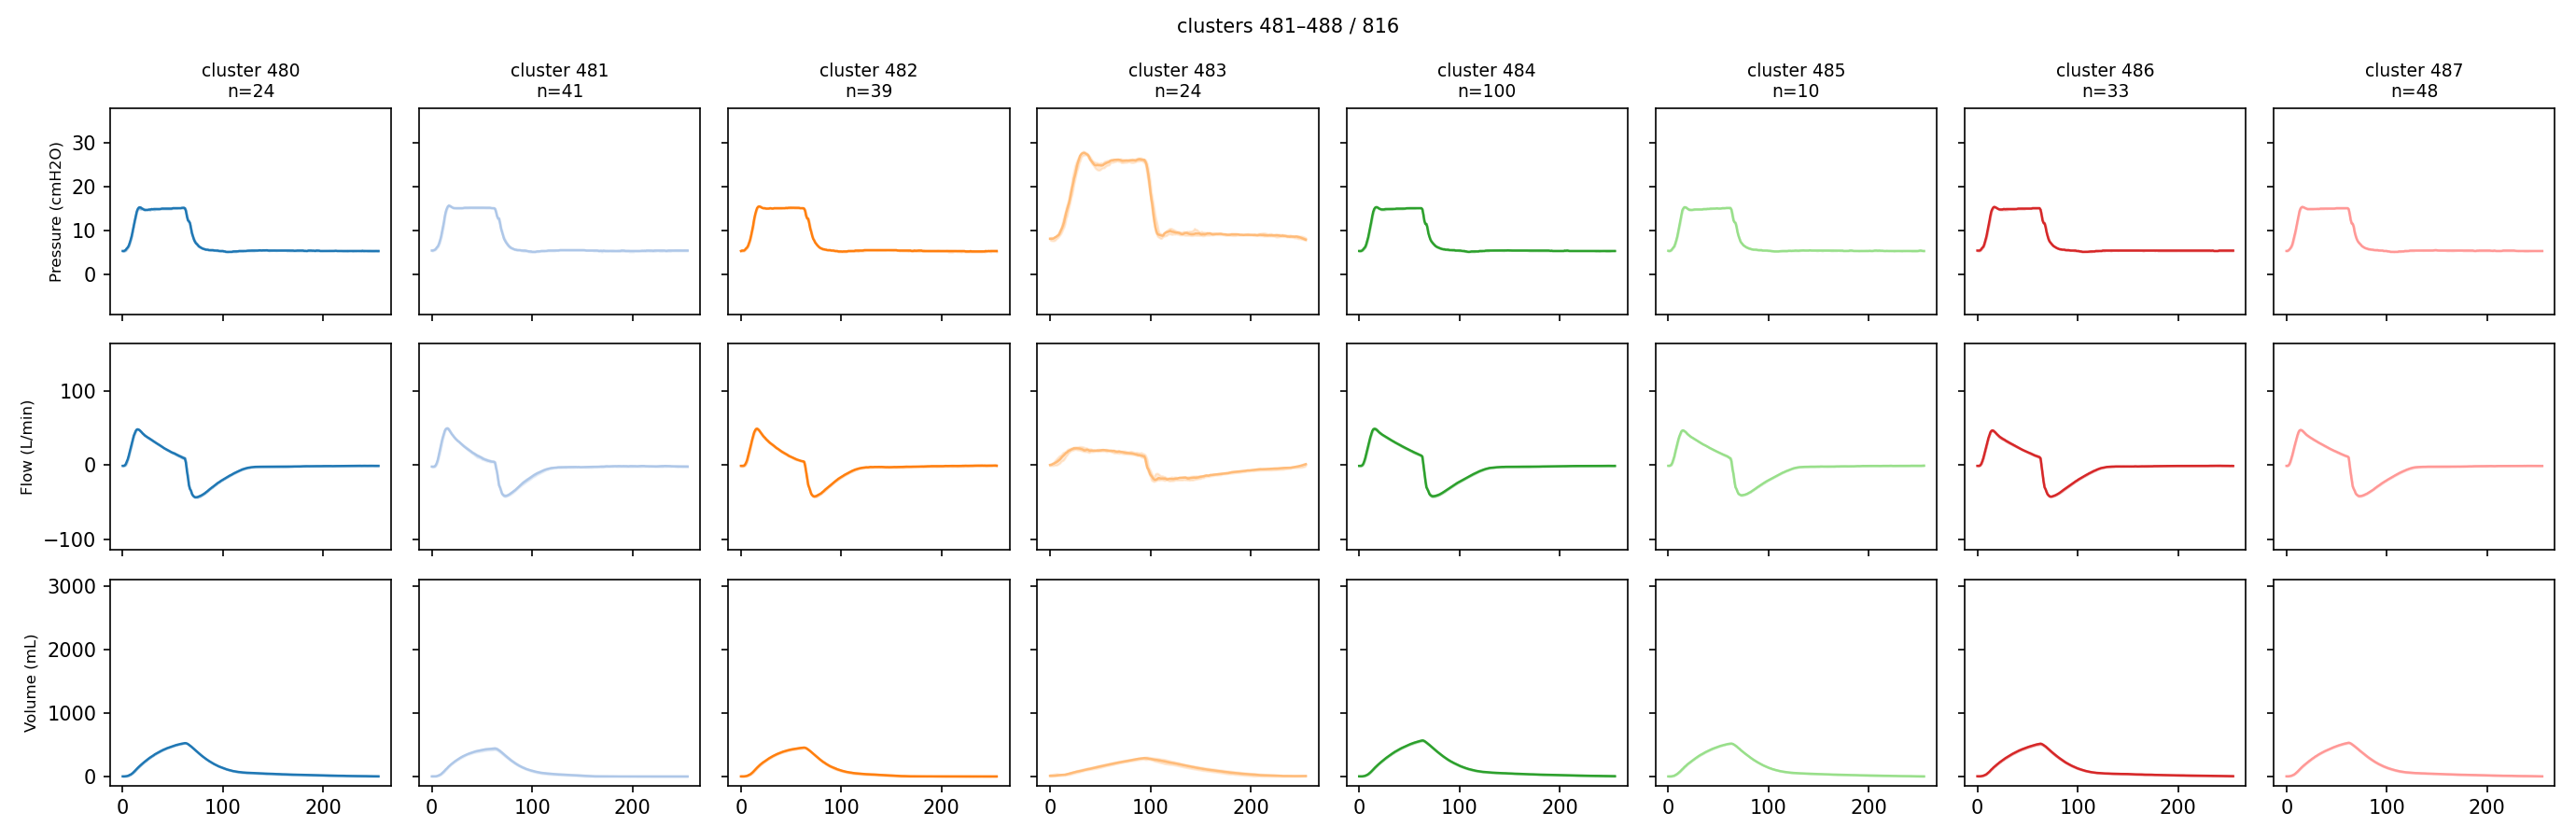 clusters 481–488 / 816
cluster 480
n=24
cluster 481
n=41
cluster 482
n=39
cluster 483
n=24
cluster 484
n=100
cluster 485
n=10
cluster 486
n=33
cluster 487
n=48
Pressure (cmH2O)
30
20
10
0
Flow (L/min)
100
0
−100
Volume (mL)
3000
2000
1000
0
0 100 200
0 100 200
0 100 200
0 100 200
0 100 200
0 100 200
0 100 200
0 100 200